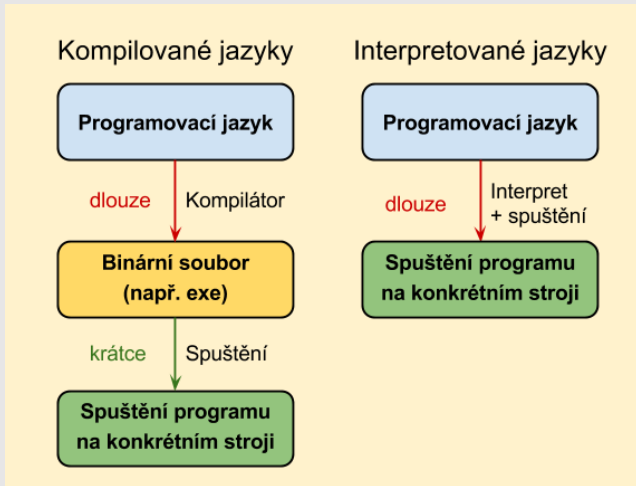 Kompilované jazyky
Programovací jazyk
dlouze
Kompilátor
Binární soubor
(např. exe)
krátce
Spuštění
Spuštění programu
na konkrétním stroji
Interpretované jazyky
Programovací jazyk
dlouze
Interpret
+ spuštění
Spuštění programu
na konkrétním stroji